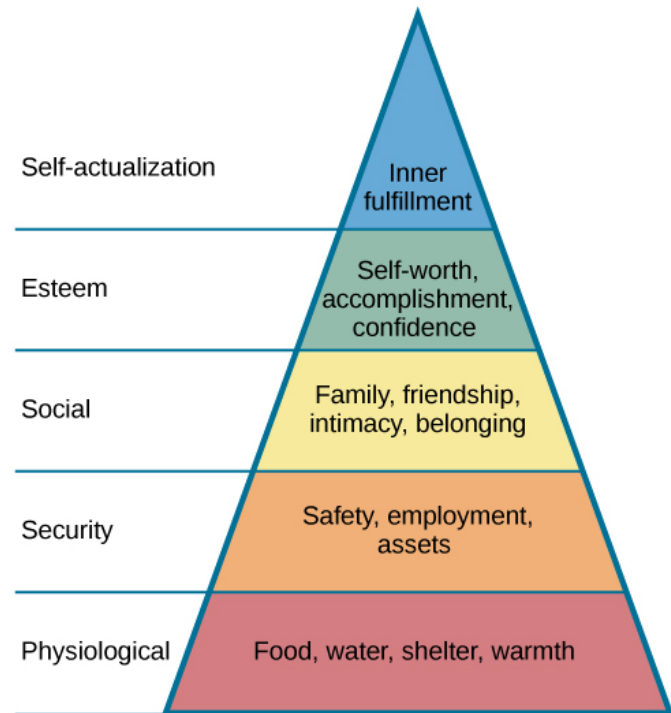 Self-actualization
Inner
fulfillment
Esteem
Self-worth,
accomplishment,
confidence
Social
Family, friendship,
intimacy, belonging
Security
Safety, employment,
assets
Physiological
Food, water, shelter, warmth